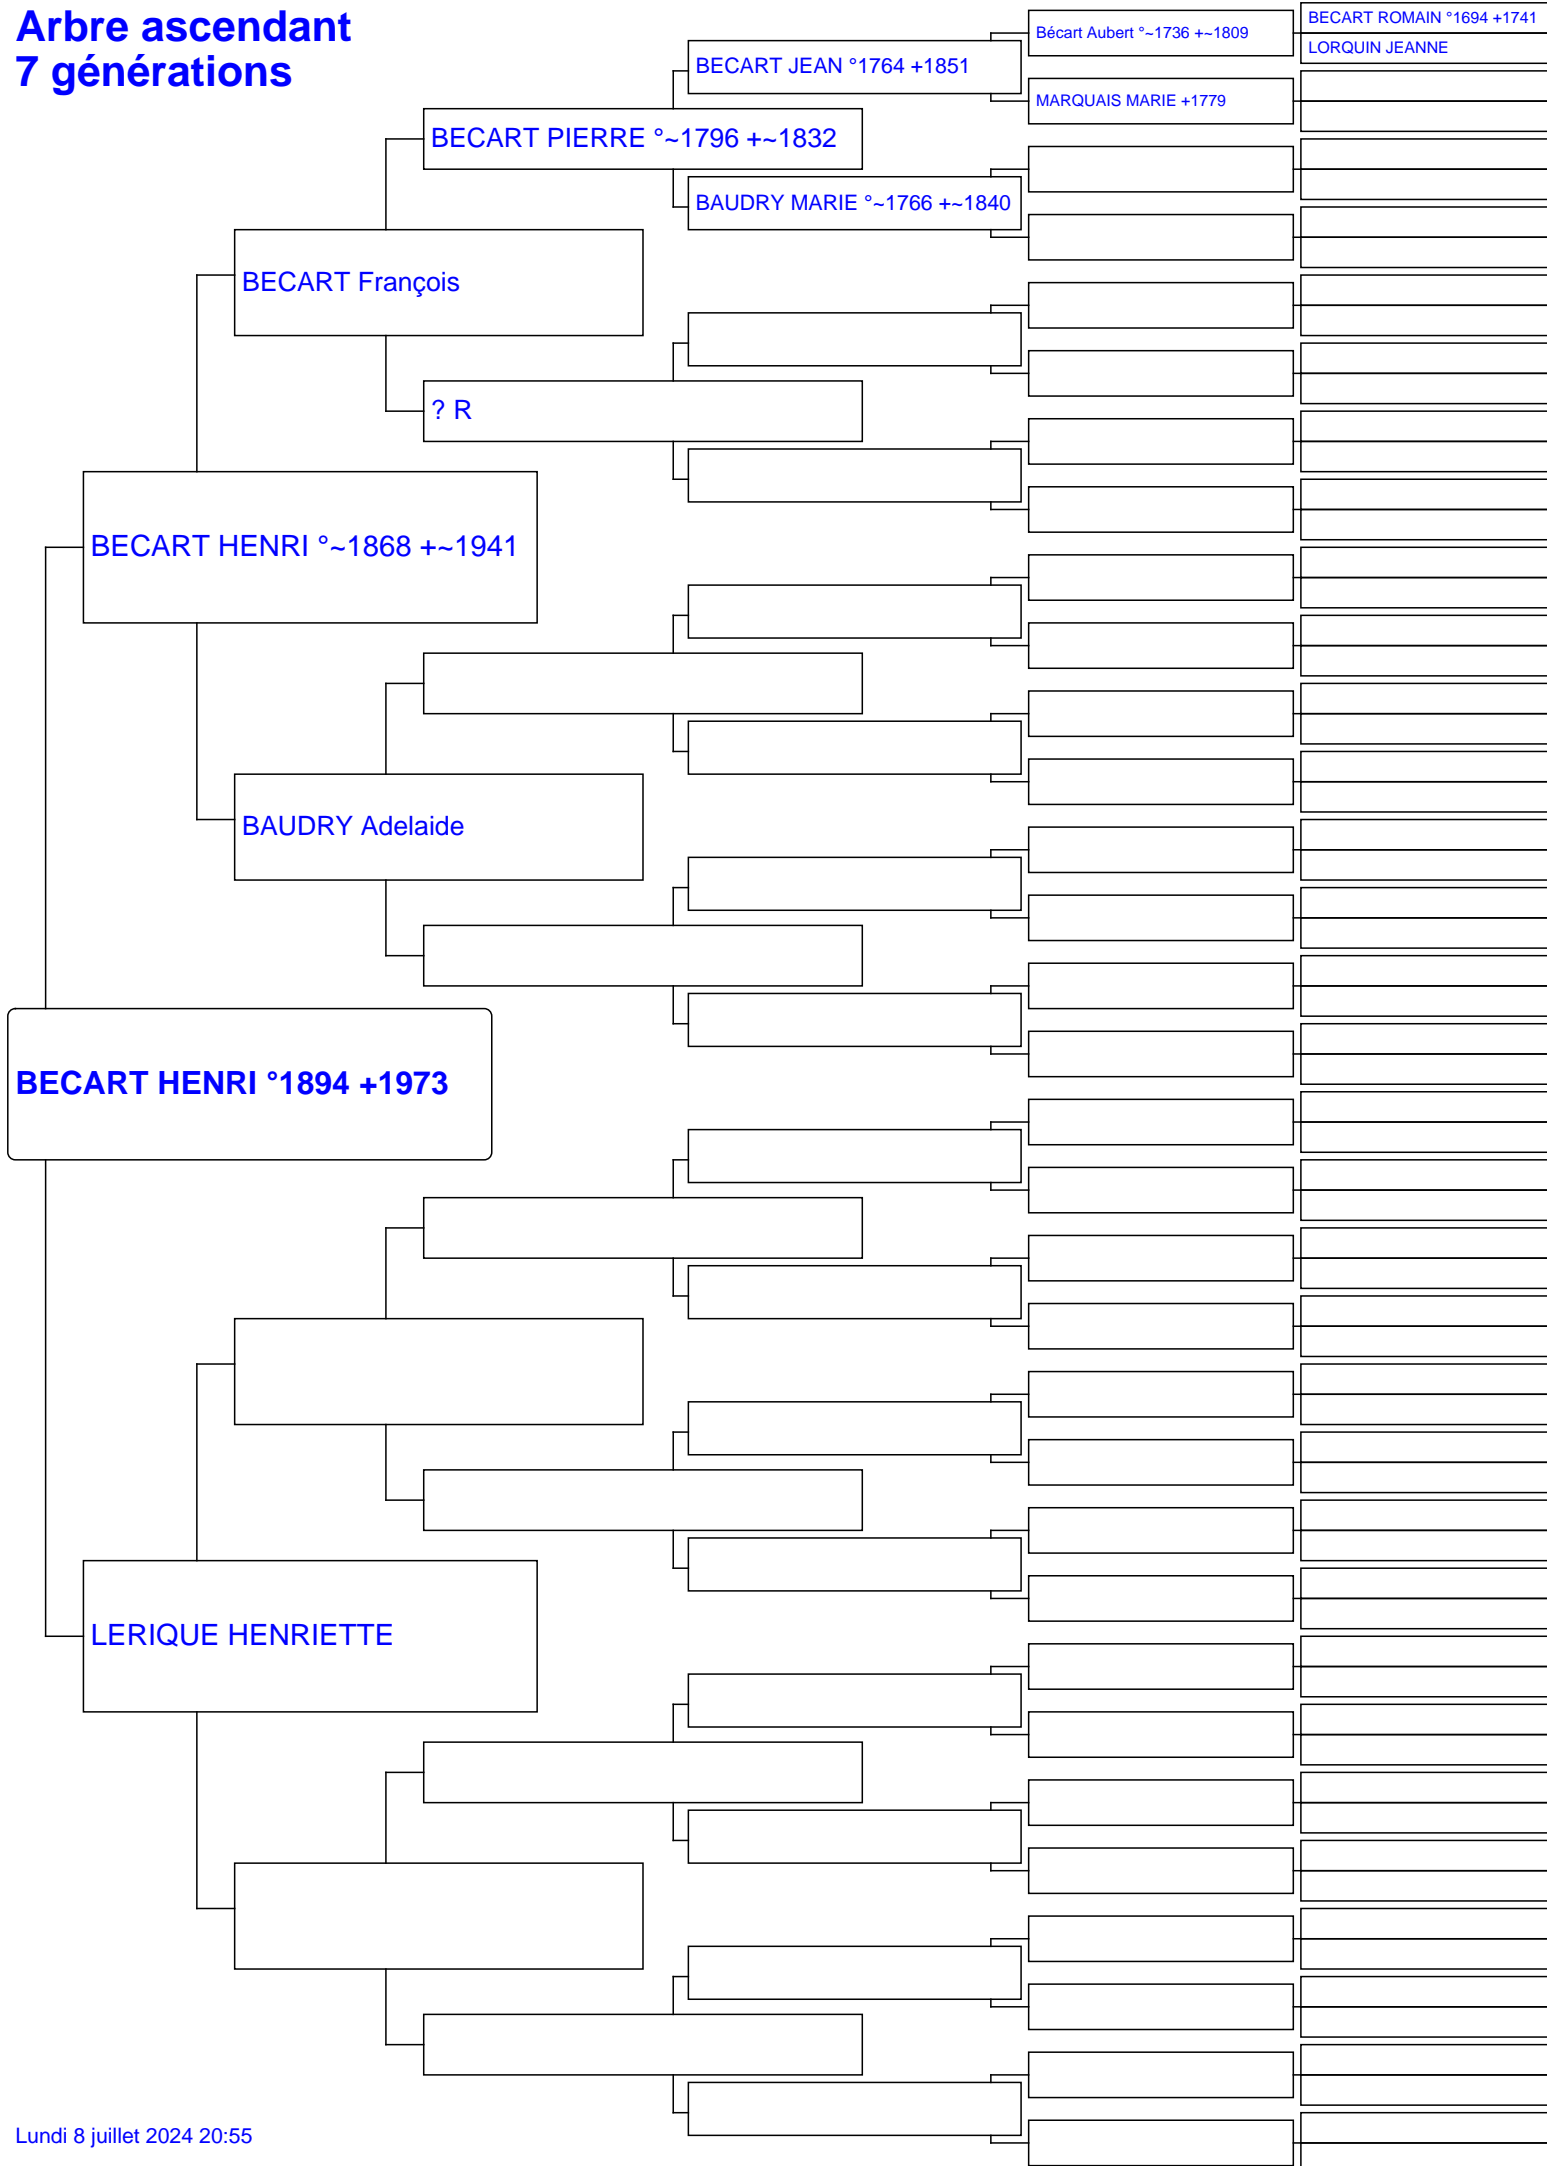 Arbre ascendant
7 générations
BECART ROMAIN °1694 +1741
Bécart Aubert °~1736 +~1809
LORQUIN JEANNE
BECART JEAN °1764 +1851
MARQUAIS MARIE +1779
BECART PIERRE °~1796 +~1832
BAUDRY MARIE °~1766 +~1840
BECART François
? R
BECART HENRI °~1868 +~1941
BAUDRY Adelaide
BECART HENRI °1894 +1973
LERIQUE HENRIETTE
Lundi 8 juillet 2024 20:55